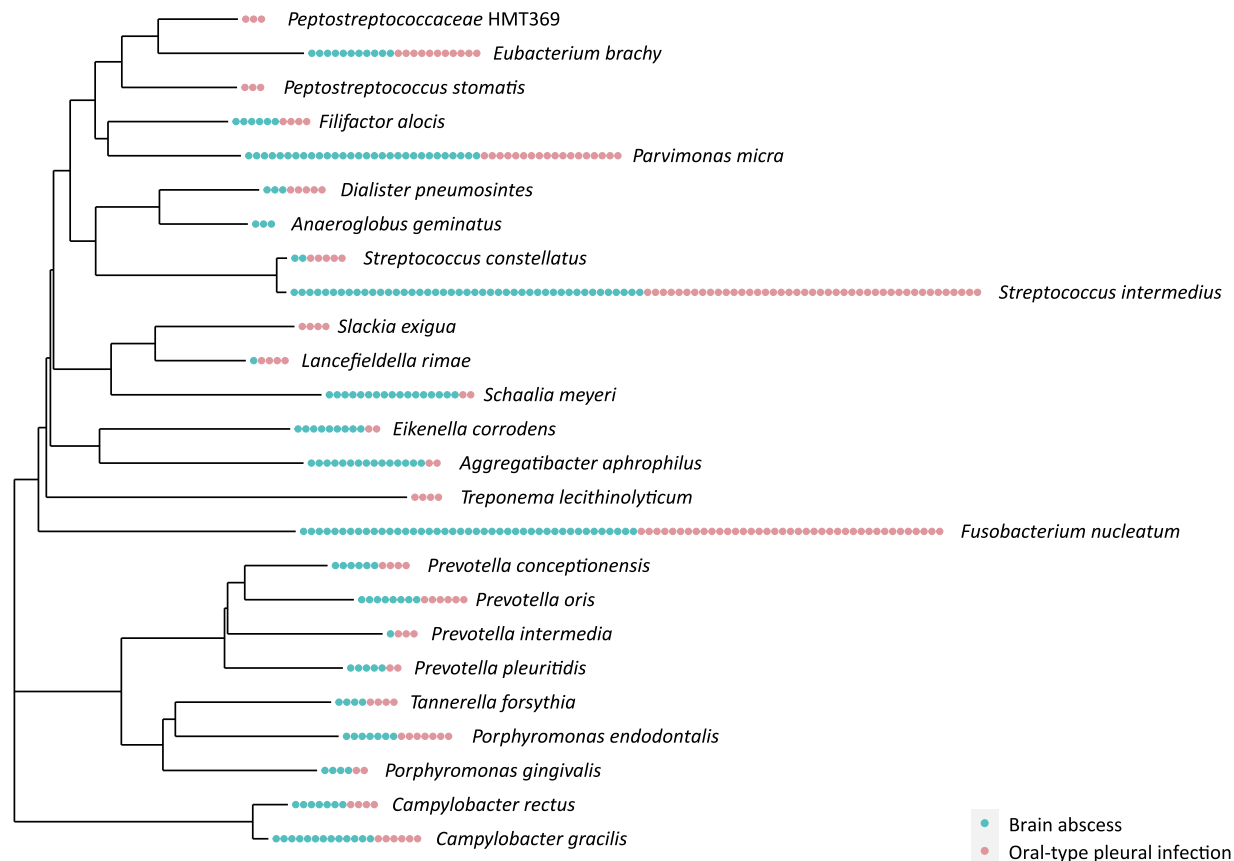 Peptostreptococcaceae HMT369
Eubacterium brachy
Peptostreptococcus stomatis
Filifactor alocis
Parvimonas micra
Dialister pneumosintes
Anaeroglobus geminatus
Streptococcus constellatus
Streptococcus intermedius
Slackia exigua
Lancefieldella rimae
Schaalia meyeri
Eikenella corrodens
Aggregatibacter aphrophilus
Treponema lecithinolyticum
Fusobacterium nucleatum
Prevotella conceptionensis
Prevotella oris
Prevotella intermedia
Prevotella pleuritidis
Tannerella forsythia
Porphyromonas endodontalis
Porphyromonas gingivalis
Campylobacter rectus
Campylobacter gracilis
Brain abscess
Oral-type pleural infection